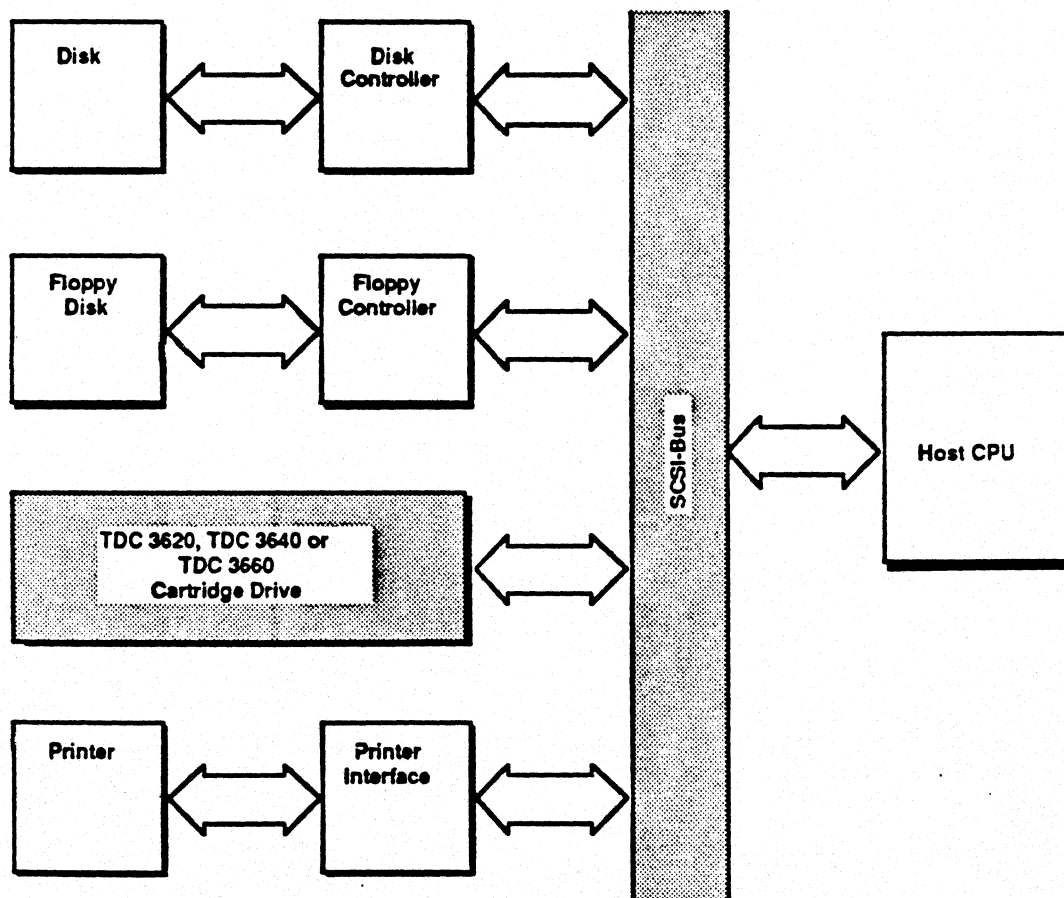 Disk
Disk
Controller
Floppy
Disk
Floppy
Controller
SCSI-Bus
Host CPU
TDC 3620, TDC 3640 or
TDC 3660
Cartridge Drive
Printer
Printer
Interface